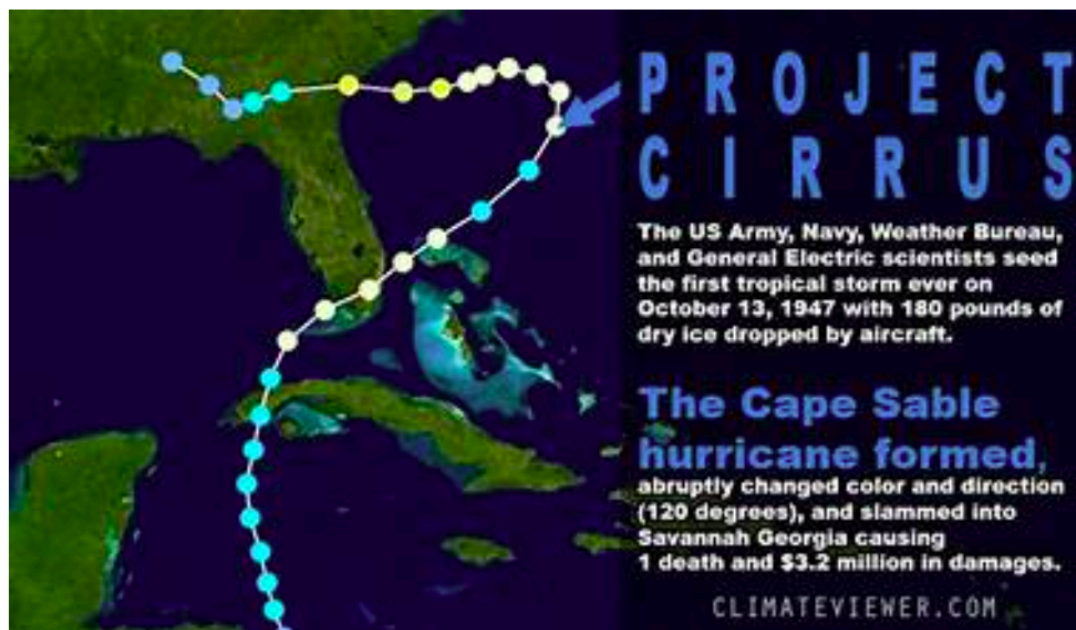 PROJECT
CIRRUS
The US Army, Navy, Weather Bureau,
and General Electric scientists seed
the first tropical storm ever on
October 13, 1947 with 180 pounds of
dry ice dropped by aircraft.
The Cape Sable
hurricane formed,
abruptly changed color and direction
(120 degrees), and slammed into
Savannah Georgia causing
1 death and $3.2 million in damages.
CLIMATEVIEWER.COM